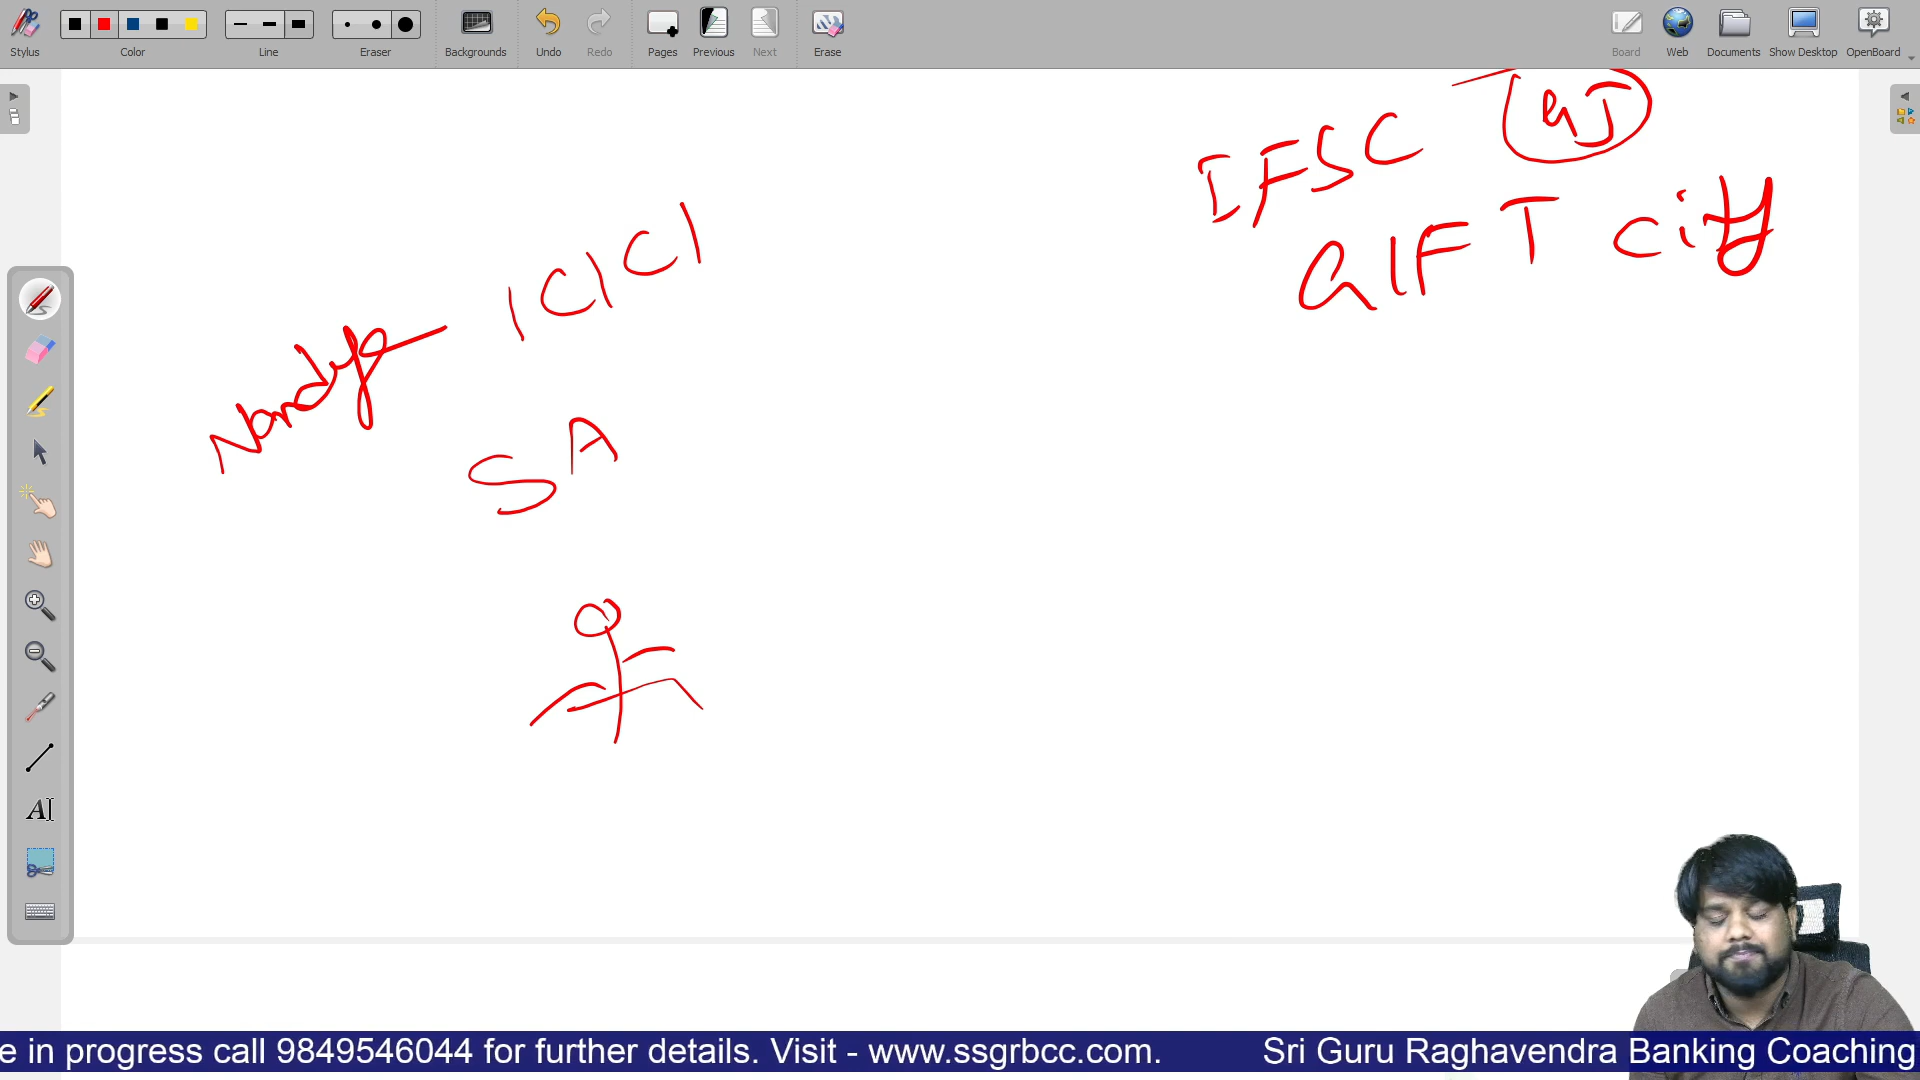 Stylus Color Line Eraser Backgrounds Undo Redo Pages Previous Next Erase Board Web Documents Show Desktop OpenBoard
GJ
IFSC
GIFT city
ICICI
SA
e in progress call 9849546044 for further details. Visit - www.ssgrbcc.com. Sri Guru Raghavendra Banking Coaching